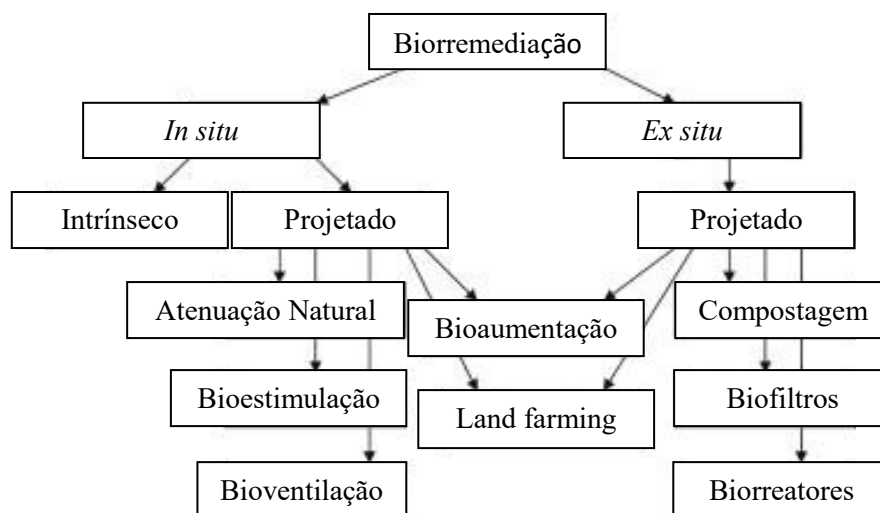 Biorremediação
In situ
Ex situ
Intrínseco
Projetado
Projetado
Atenuação Natural
Bioaumentação
Compostagem
Bioestimulação
Land farming
Biofiltros
Bioventilação
Biorreatores